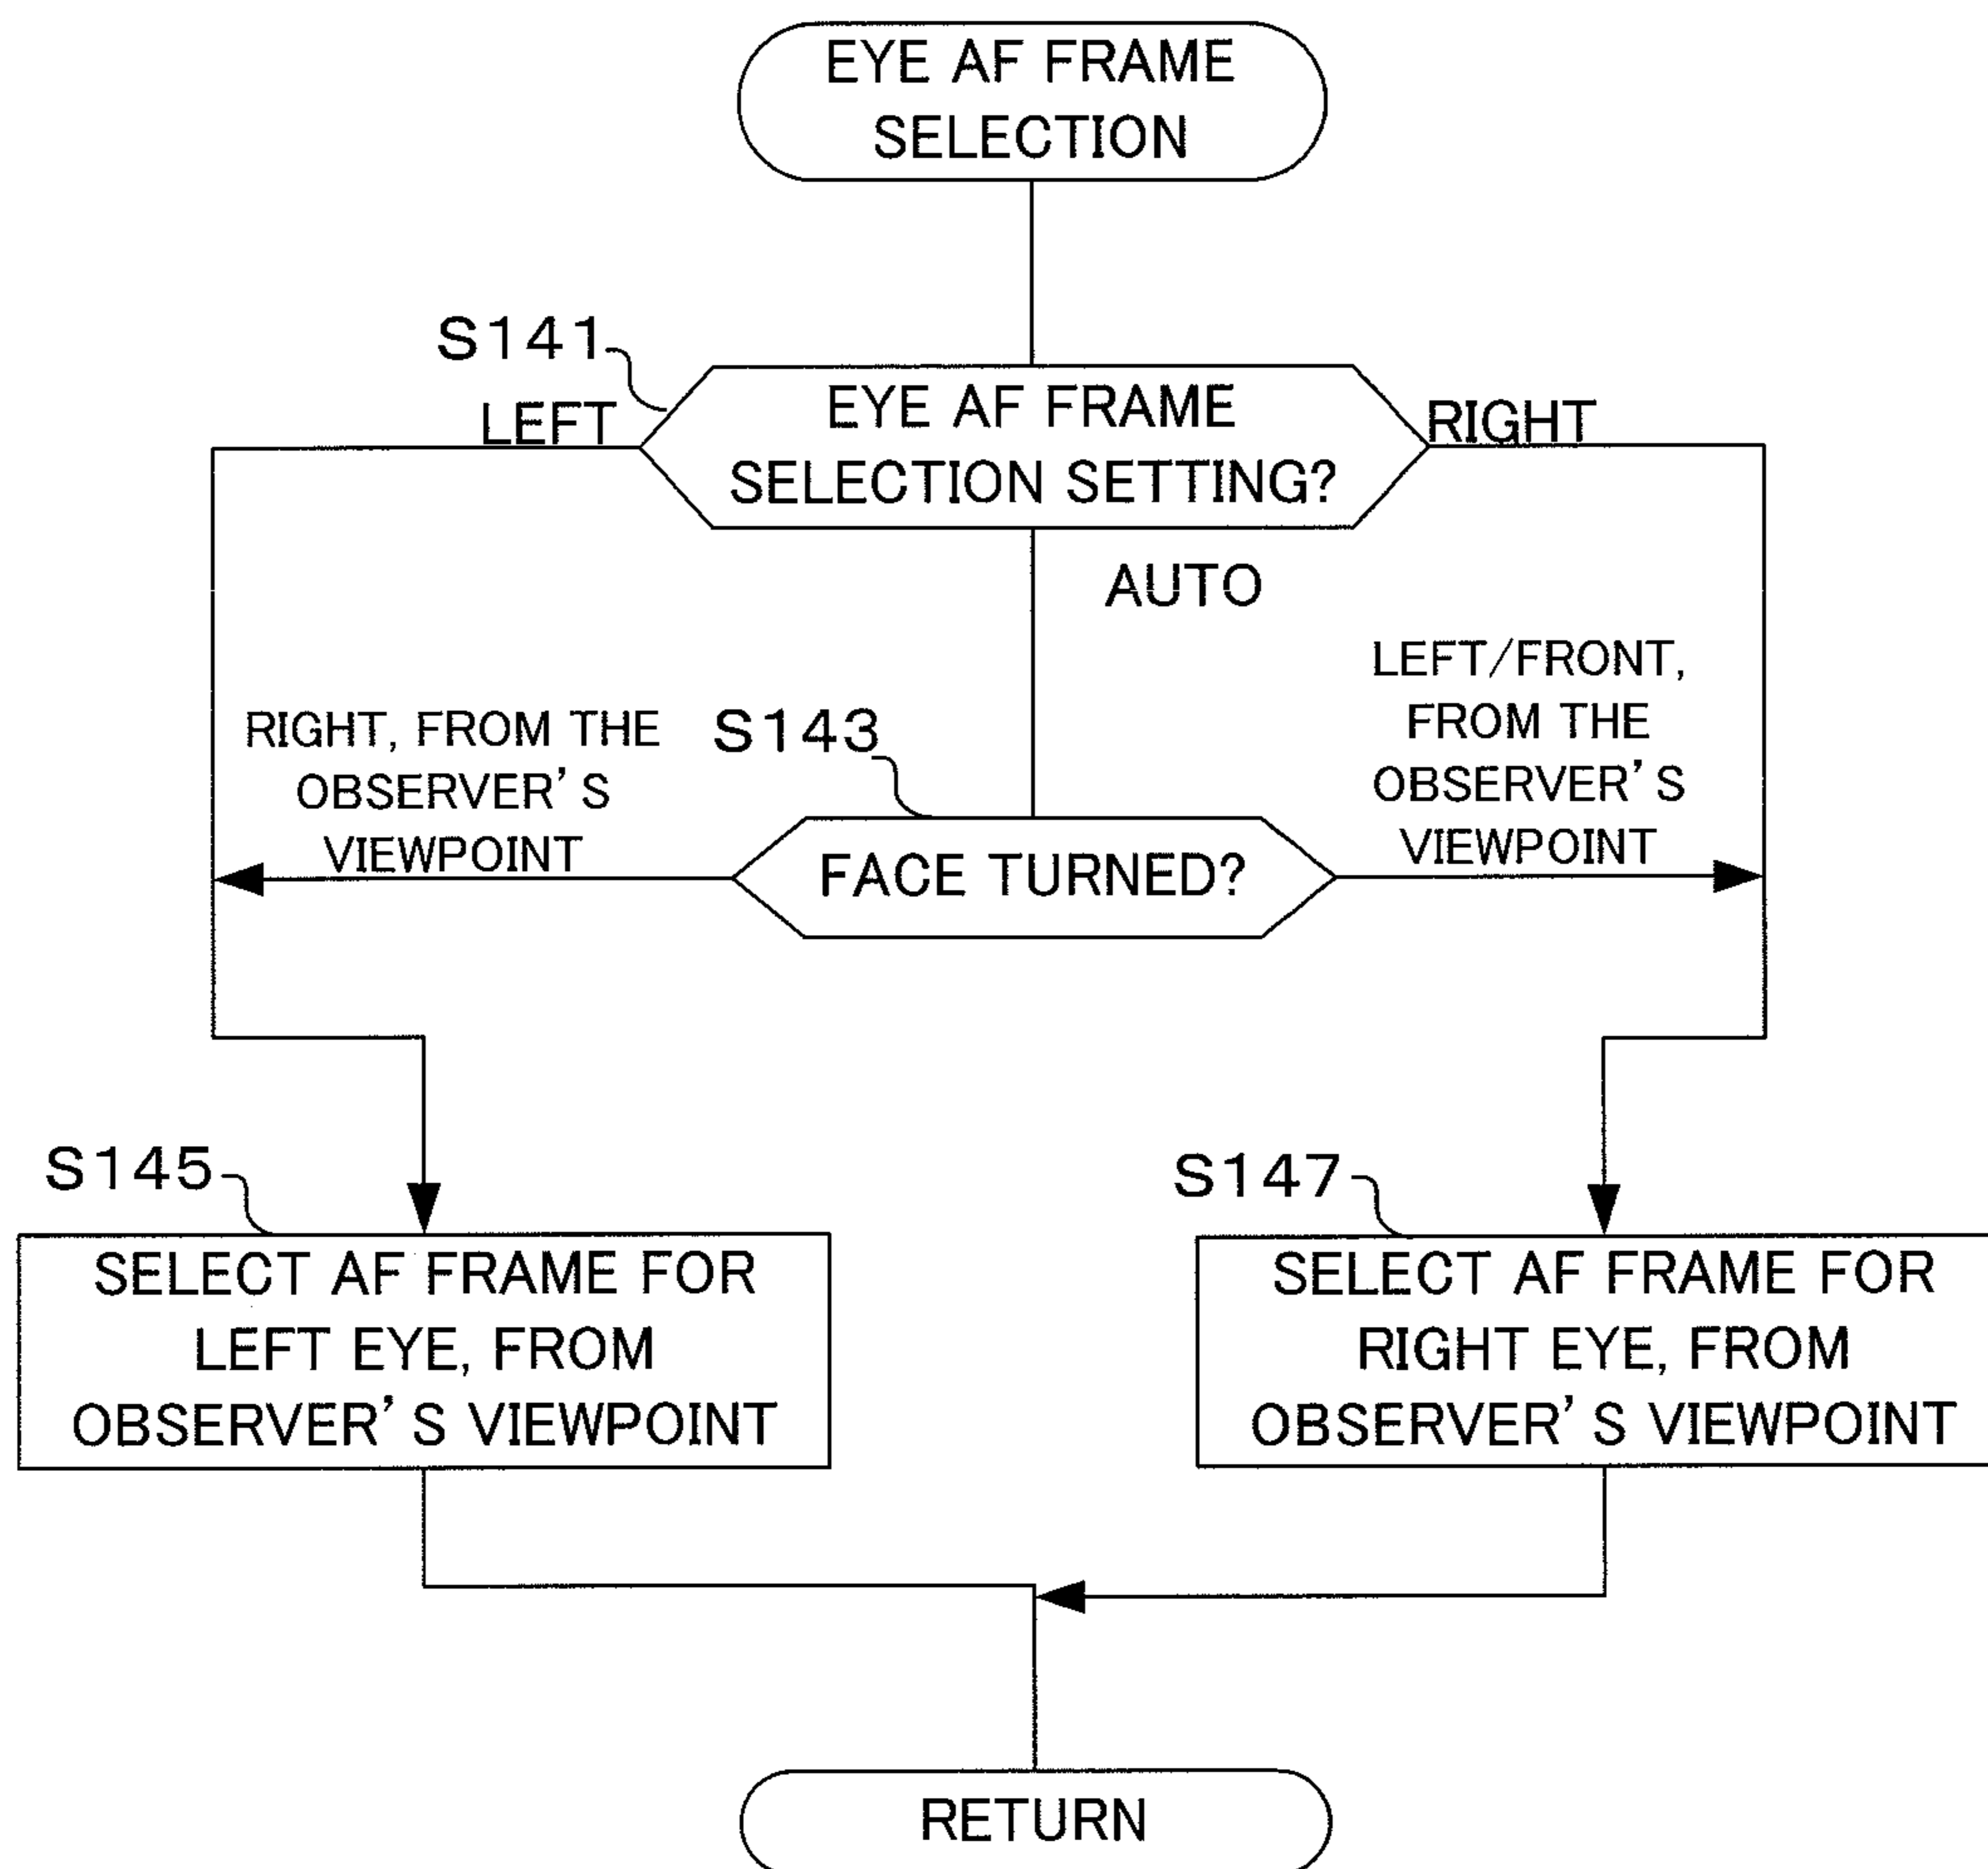 EYE AF FRAME
SELECTION
S141
LEFT
EYE AF FRAME
SELECTION SETTING?
RIGHT
AUTO
RIGHT, FROM THE
OBSERVER'S
VIEWPOINT
S143
FACE TURNED?
LEFT/FRONT,
FROM THE
OBSERVER'S
VIEWPOINT
S145
SELECT AF FRAME FOR
LEFT EYE, FROM
OBSERVER'S VIEWPOINT
S147
SELECT AF FRAME FOR
RIGHT EYE, FROM
OBSERVER'S VIEWPOINT
RETURN